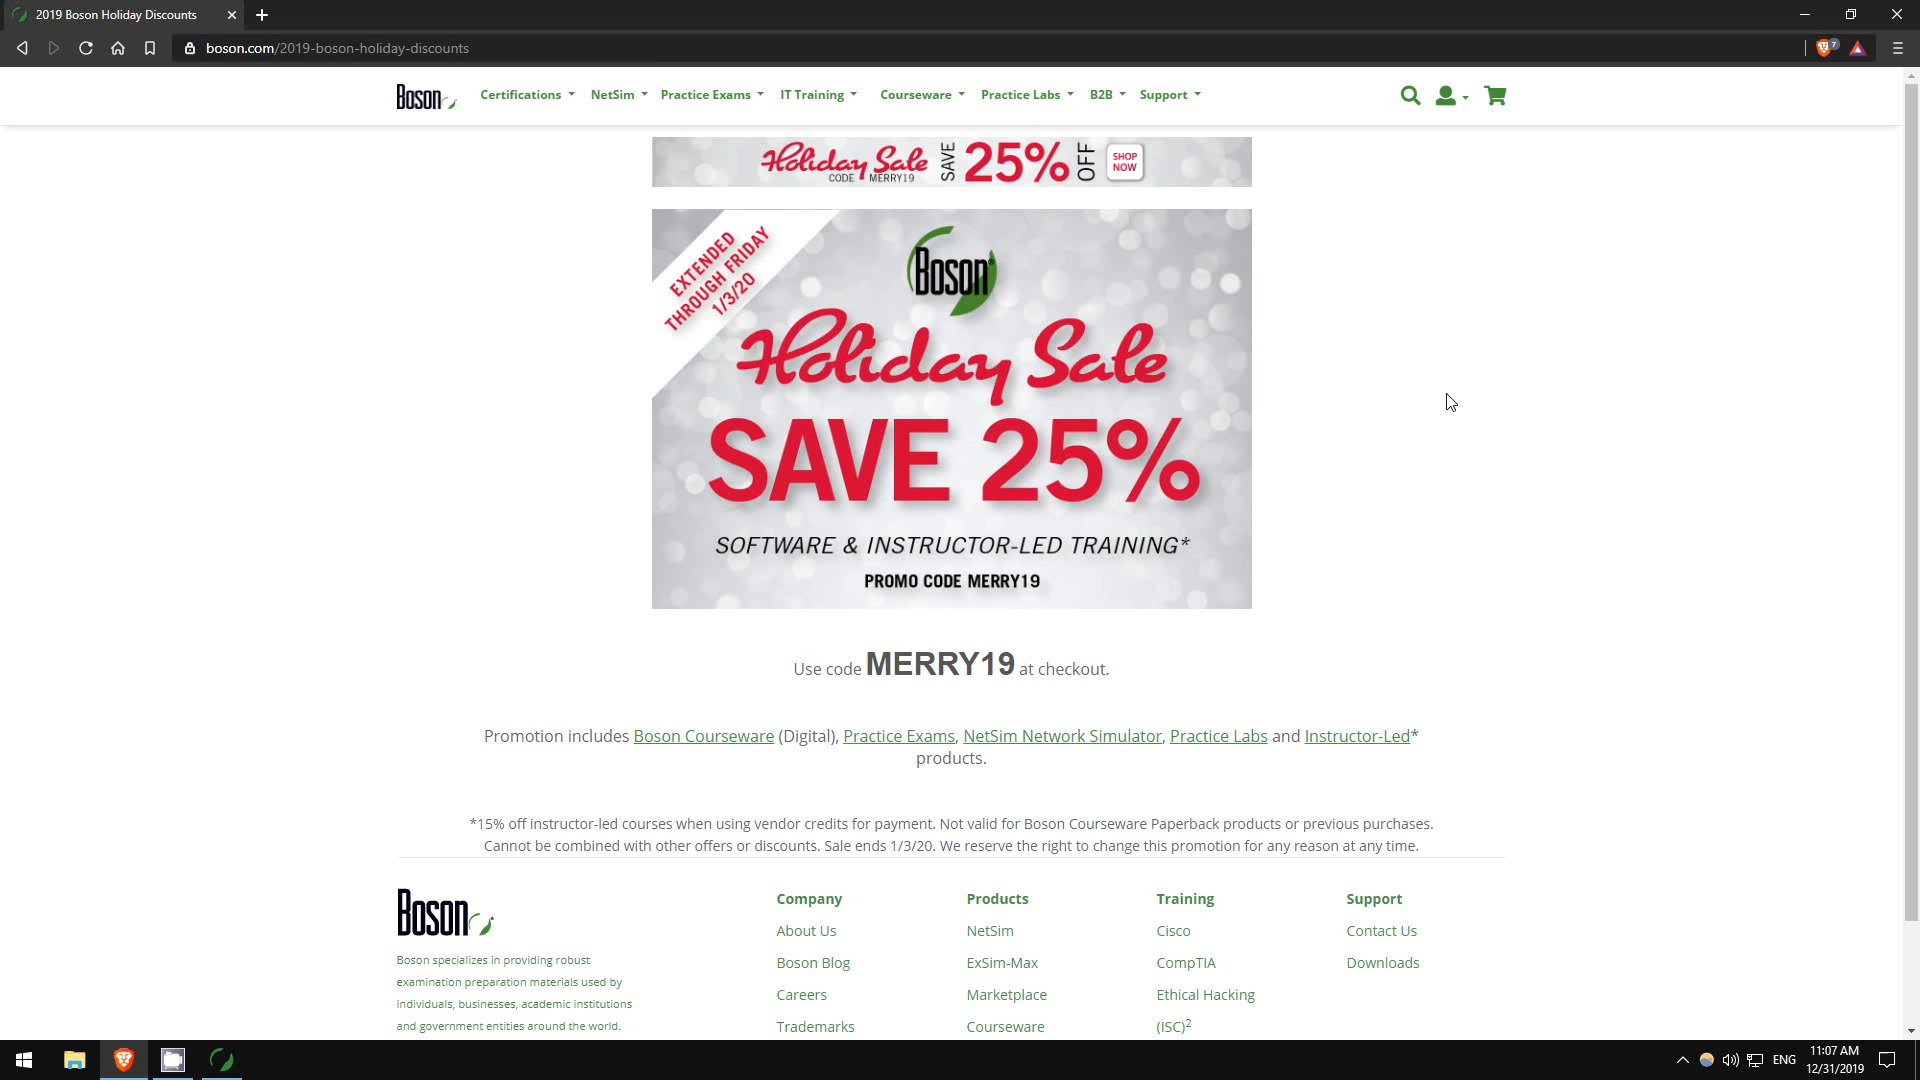 2019 Boson Holiday Discounts
boson.com/2019-boson-holiday-discounts
7
Boson
Certifications NetSim Practice Exams IT Training Courseware Practice Labs B2B Support
Holiday Sale SAVE 25% OFF SHOP NOW
CODE MERRY19
EXTENDED
THROUGH FRIDAY
1/3/20
Boson
Holiday Sale
SAVE 25%
SOFTWARE & INSTRUCTOR-LED TRAINING*
PROMO CODE MERRY19
Use code MERRY19 at checkout.
Promotion includes Boson Courseware (Digital), Practice Exams, NetSim Network Simulator, Practice Labs and Instructor-Led*
products.
*15% off instructor-led courses when using vendor credits for payment. Not valid for Boson Courseware Paperback products or previous purchases.
Cannot be combined with other offers or discounts. Sale ends 1/3/20. We reserve the right to change this promotion for any reason at any time.
Boson
Boson specializes in providing robust
examination preparation materials used by
individuals, businesses, academic institutions
and government entities around the world.
Company
About Us
Boson Blog
Careers
Trademarks
Products
NetSim
ExSim-Max
Marketplace
Courseware
Training
Cisco
CompTIA
Ethical Hacking
(ISC)²
Support
Contact Us
Downloads
ENG
11:07 AM
12/31/2019